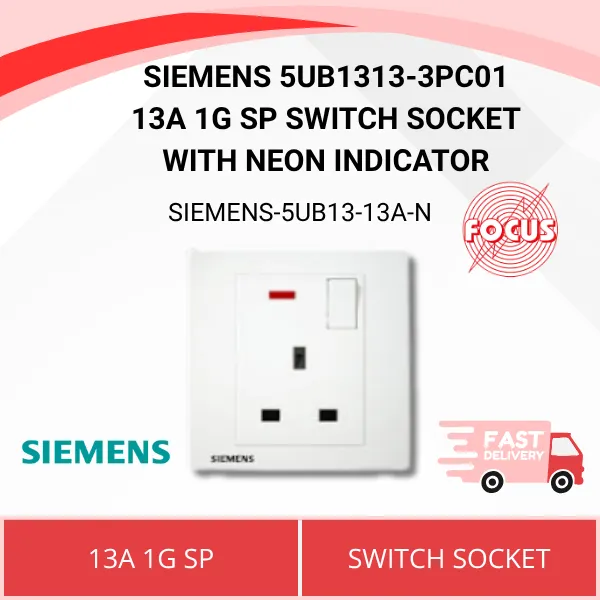 SIEMENS 5UB1313-3PC01
13A 1G SP SWITCH SOCKET
WITH NEON INDICATOR
SIEMENS-5UB13-13A-N
FOCUS
SIEMENS
SIEMENS
FAST
DELIVERY
13A 1G SP
SWITCH SOCKET